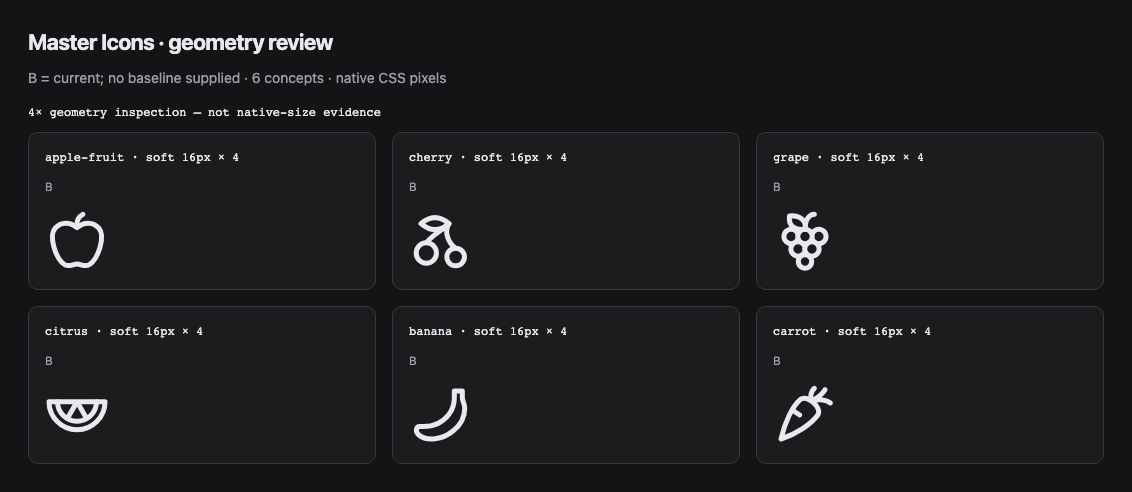 Master Icons · geometry review
B = current; no baseline supplied · 6 concepts · native CSS pixels
4× geometry inspection — not native-size evidence
apple-fruit · soft 16px × 4
B
cherry · soft 16px × 4
B
grape · soft 16px × 4
B
citrus · soft 16px × 4
B
banana · soft 16px × 4
B
carrot · soft 16px × 4
B